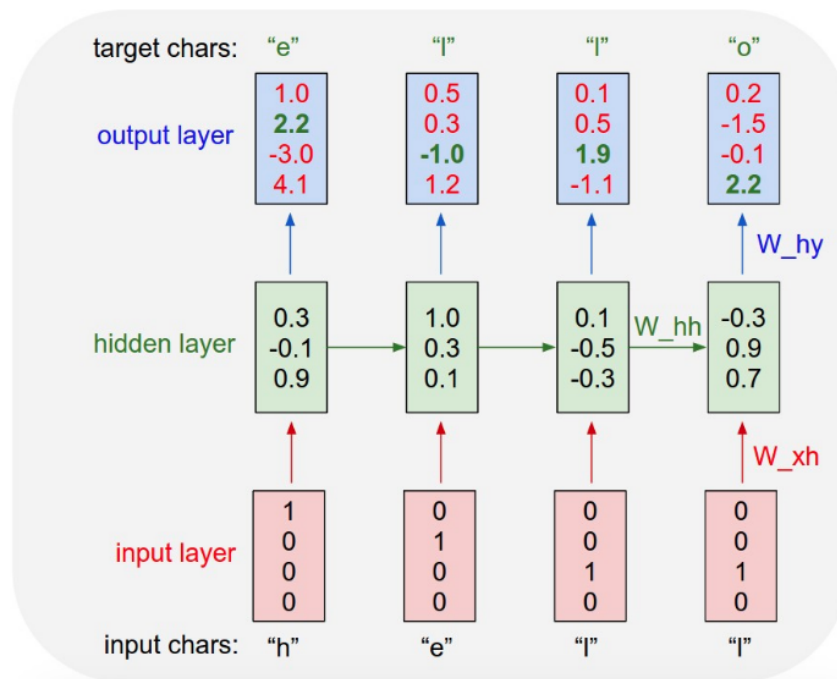 target chars: “e” “l” “l” “o”
output layer
1.0 0.5 0.1 0.2
2.2 0.3 0.5 -1.5
-3.0 -1.0 1.9 -0.1
4.1 1.2 -1.1 2.2
W_hy
hidden layer
0.3 1.0 0.1 -0.3
-0.1 0.3 -0.5 0.9
0.9 0.1 -0.3 0.7
W_hh
W_xh
input layer
1 0 0 0
0 1 0 0
0 0 1 1
0 0 0 0
input chars: “h” “e” “l” “l”